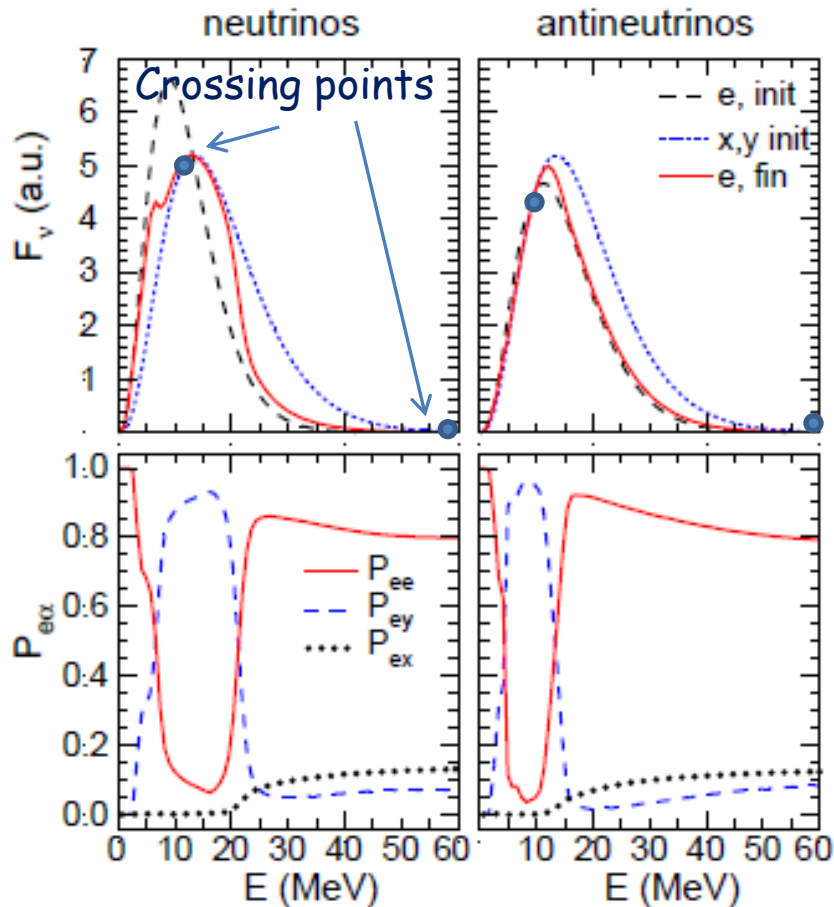 neutrinos
antineutrinos
Crossing points
F_ν (a.u.)
7
6
5
4
3
2
1
e, init
x,y init
e, fin
P_eα
1.0
0.8
0.6
0.4
0.2
0.0
P_ee
P_ey
P_ex
0 10 20 30 40 50 60
0 10 20 30 40 50 60
E (MeV)
E (MeV)